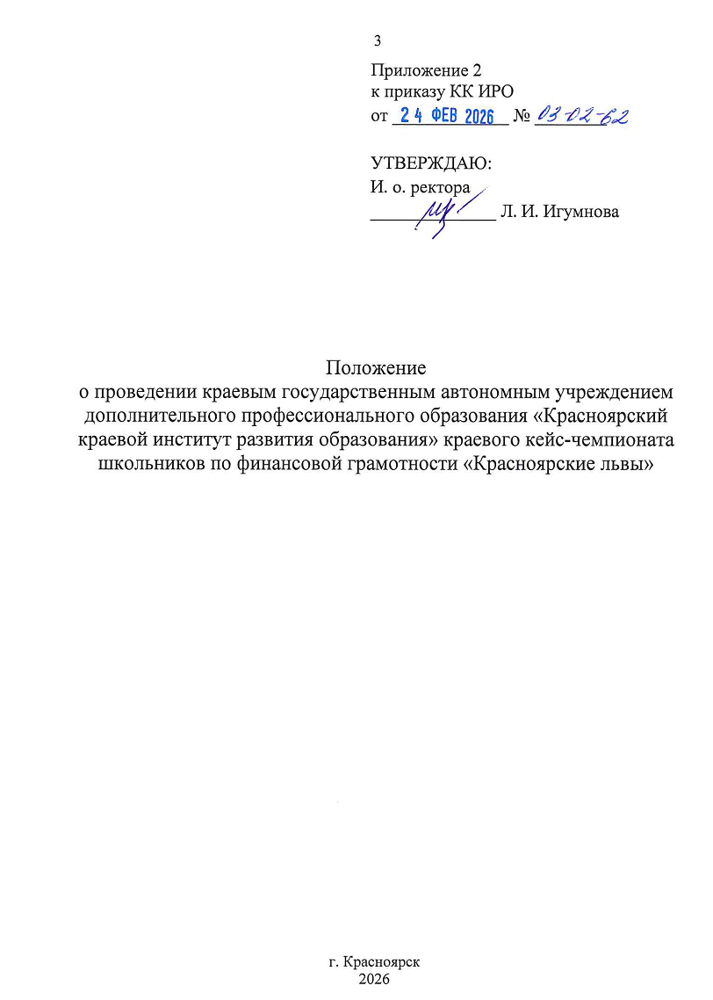 3
Приложение 2
к приказу КК ИРО
от 24 ФЕВ 2026 № 03-02-62
УТВЕРЖДАЮ:
И. о. ректора
Л. И. Игумнова
Положение
о проведении краевым государственным автономным учреждением
дополнительного профессионального образования «Красноярский
краевой институт развития образования» краевого кейс-чемпионата
школьников по финансовой грамотности «Красноярские львы»
г. Красноярск
2026